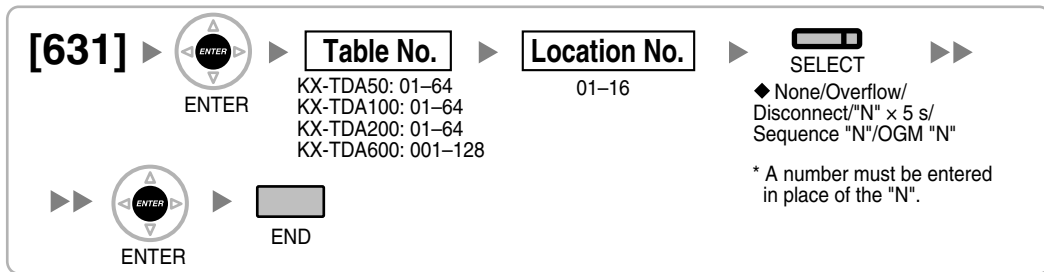 [631] ENTER Table No. Location No.
ENTER
KX-TDA50: 01–64
KX-TDA100: 01–64
KX-TDA200: 01–64
KX-TDA600: 001–128
01–16
SELECT
◆ None/Overflow/
Disconnect/"N" × 5 s/
Sequence "N"/OGM "N"
* A number must be entered
in place of the "N".
ENTER
ENTER
END